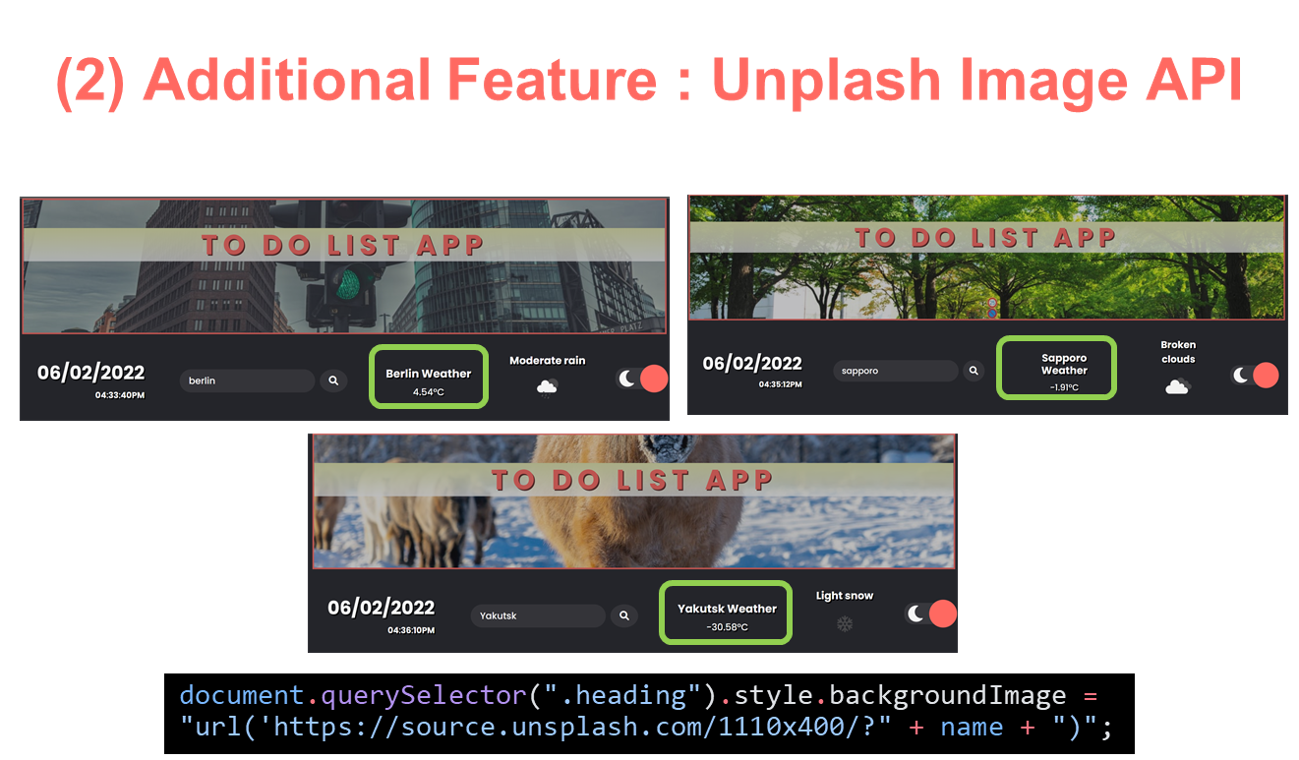 (2) Additional Feature : Unplash Image API
TO DO LIST APP
06/02/2022
04:33:40PM
berlin
Berlin Weather
4.54°C
Moderate rain
TO DO LIST APP
06/02/2022
04:35:12PM
sapporo
Sapporo
Weather
-1.91°C
Broken
clouds
TO DO LIST APP
06/02/2022
04:36:10PM
Yakutsk
Yakutsk Weather
-30.58°C
Light snow
document.querySelector(".heading").style.backgroundImage =
"url('https://source.unsplash.com/1110x400/?" + name + "')";